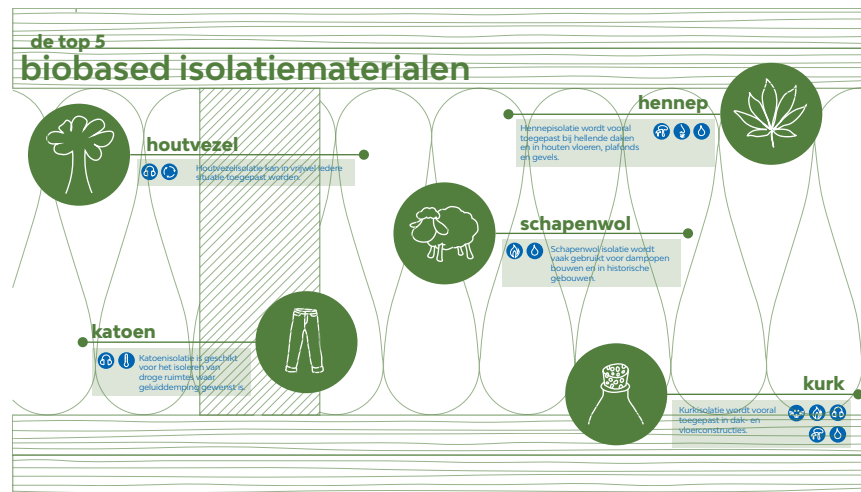 de top 5
biobased isolatiematerialen
houtvezel
Houtvezelisolatie kan in vrijwel iedere
situatie toegepast worden.
hennep
Hennepisolatie wordt vooral
toegepast bij hellende daken
en in houten vloeren, plafonds
en gevels.
schapenwol
Schapenwol isolatie wordt
vaak gebruikt voor dampopen
bouwen en in historische
gebouwen.
katoen
Katoenisolatie is geschikt
voor het isoleren van
droge ruimtes waar
geluiddemping gewenst is.
kurk
Kurkisolatie wordt vooral
toegepast in dak- en
vloerconstructies.